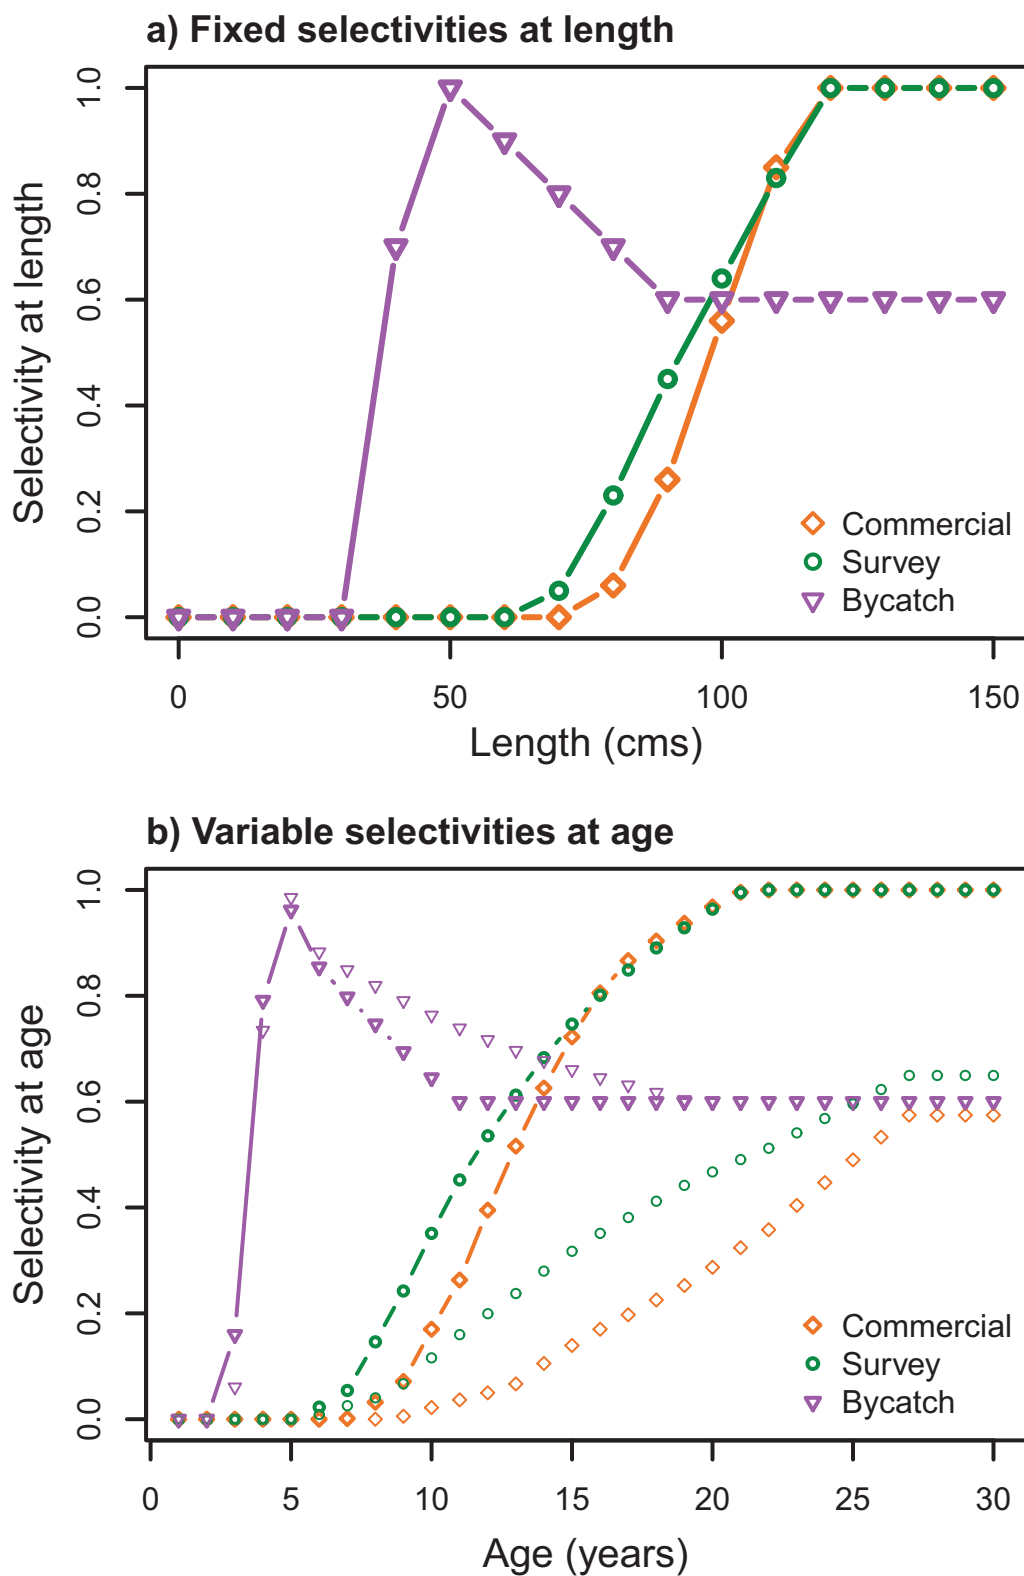 a) Fixed selectivities at length
Selectivity at length
1.0
0.8
0.6
0.4
0.2
0.0
Commercial
Survey
Bycatch
0 50 100 150
Length (cms)
b) Variable selectivities at age
Selectivity at age
1.0
0.8
0.6
0.4
0.2
0.0
Commercial
Survey
Bycatch
0 5 10 15 20 25 30
Age (years)